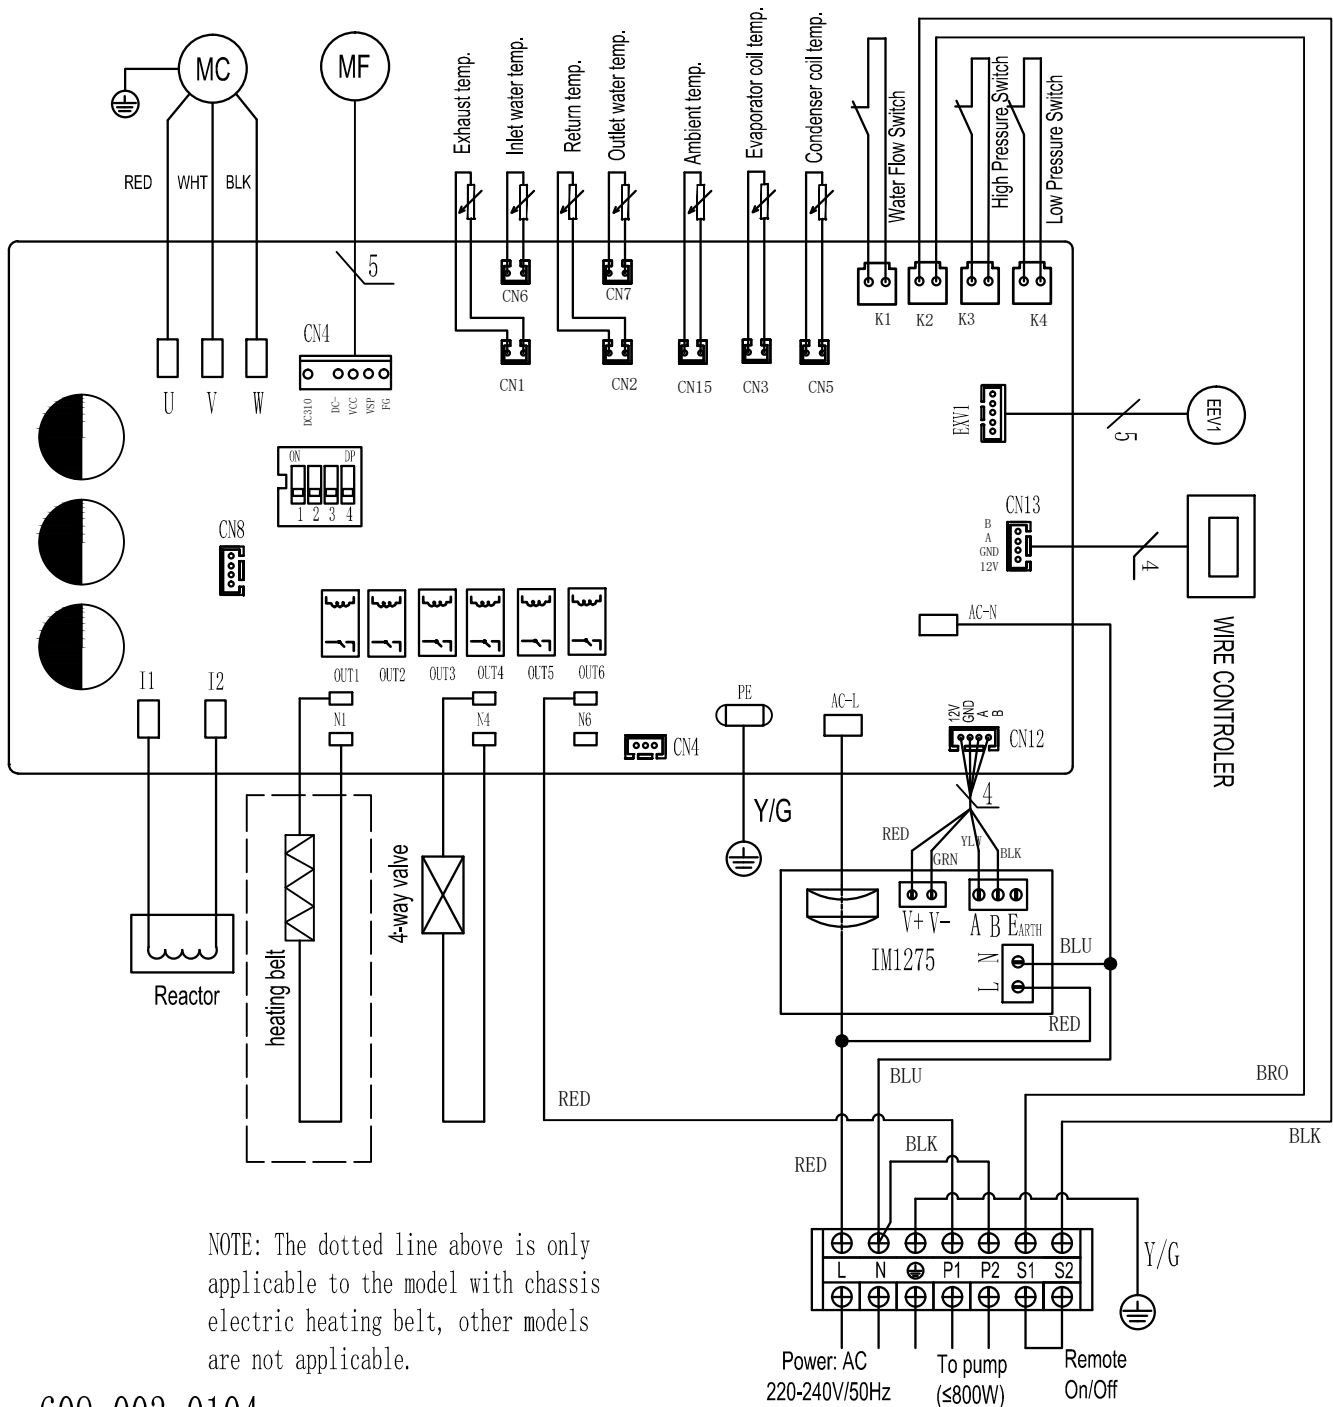 MC
MF
Exhaust temp.
Inlet water temp.
Return temp.
Outlet water temp.
Ambient temp.
Evaporator coil temp.
Condenser coil temp.
Water Flow Switch
High Pressure Switch
Low Pressure Switch
RED
WHT
BLK
5
CN6
CN7
K1
K2
K3
K4
CN4
CN1
CN2
CN15
CN3
CN5
U
V
W
DC310
DC-
VCC
VSP
FG
EXV1
5
EEV1
ON
DP
1 2 3 4
CN8
CN13
B
A
GND
12V
4
WIRE CONTROLER
AC-N
OUT1
OUT2
OUT3
OUT4
OUT5
OUT6
I1
I2
N1
N4
N6
CN4
PE
AC-L
12V
GND
A
B
CN12
4
Y/G
RED
GRN
YLW
BLK
V+ V-
A B EARTH
IM1275
N
L
BLU
RED
Reactor
heating belt
4-way valve
RED
BLU
BLK
RED
BRO
BLK
L
N
P1
P2
S1
S2
Y/G
Power: AC
220-240V/50Hz
To pump
(≤800W)
Remote
On/Off
NOTE: The dotted line above is only
applicable to the model with chassis
electric heating belt, other models
are not applicable.